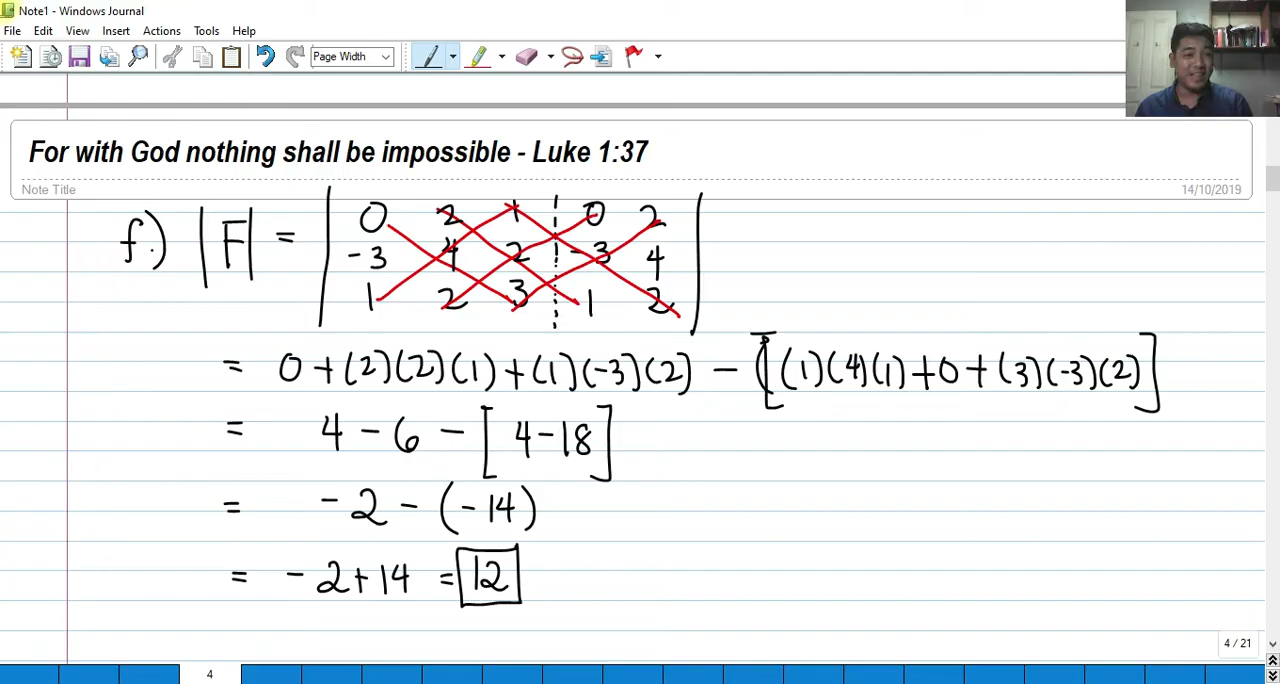 Note1 - Windows Journal
File Edit View Insert Actions Tools Help
Page Width
For with God nothing shall be impossible - Luke 1:37
Note Title 14/10/2019
f.) |F| = | 0 2 1 ⋮ 0 2 |
-3 4 2 ⋮ -3 4
1 2 3 ⋮ 1 2
= 0 + (2)(2)(1) + (1)(-3)(2) - [(1)(4)(1) + 0 + (3)(-3)(2)]
= 4 - 6 - [4 - 18]
= -2 - (-14)
= -2 + 14 = 12
4 / 21
4